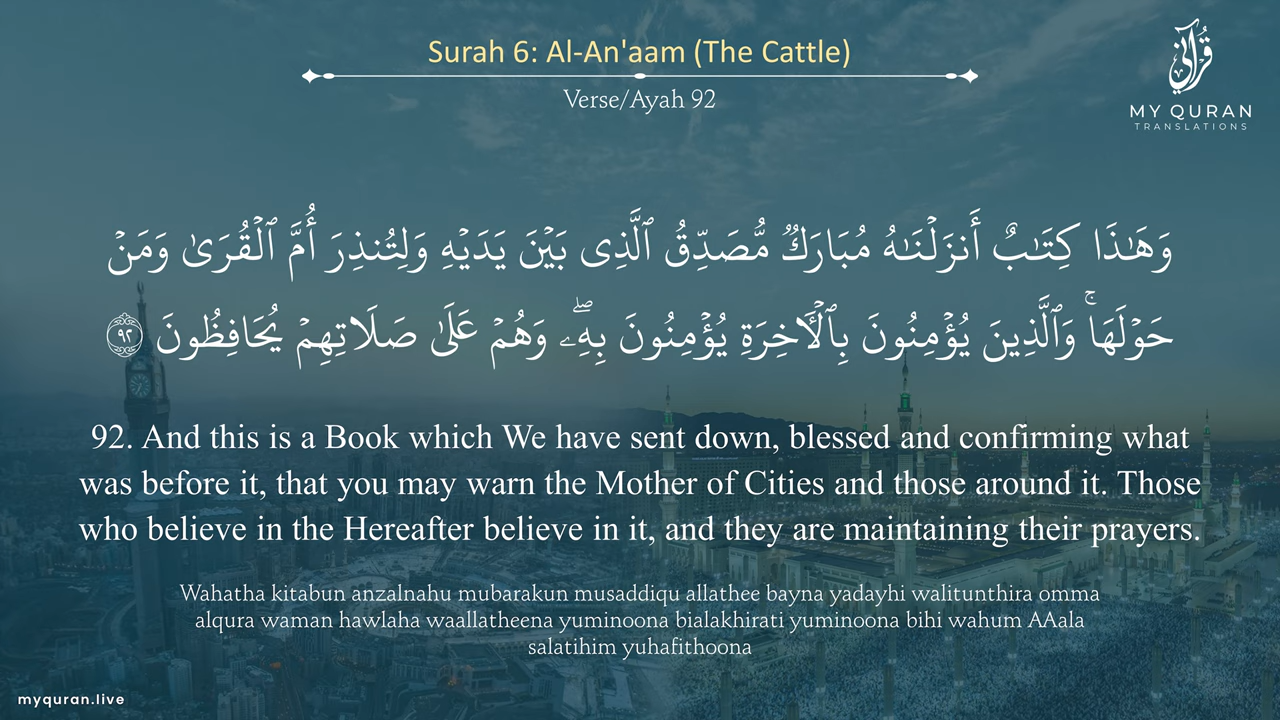 Surah 6: Al-An'aam (The Cattle)
Verse/Ayah 92
قرآني
MY QURAN
TRANSLATIONS
وَهَـٰذَا كِتَـٰبٌ أَنزَلْنَـٰهُ مُبَارَكٌ مُّصَدِّقُ ٱلَّذِى بَيْنَ يَدَيْهِ وَلِتُنذِرَ أُمَّ ٱلْقُرَىٰ وَمَنْ
حَوْلَهَا ۚ وَٱلَّذِينَ يُؤْمِنُونَ بِٱلْـَٔاخِرَةِ يُؤْمِنُونَ بِهِۦ ۖ وَهُمْ عَلَىٰ صَلَاتِهِمْ يُحَافِظُونَ ٩٢
92. And this is a Book which We have sent down, blessed and confirming what
was before it, that you may warn the Mother of Cities and those around it. Those
who believe in the Hereafter believe in it, and they are maintaining their prayers.
Wahatha kitabun anzalnahu mubarakun musaddiqu allathee bayna yadayhi walitunthira omma
alqura waman hawlaha waallatheena yuminoona bialakhirati yuminoona bihi wahum AAala
salatihim yuhafithoona
myquran.live